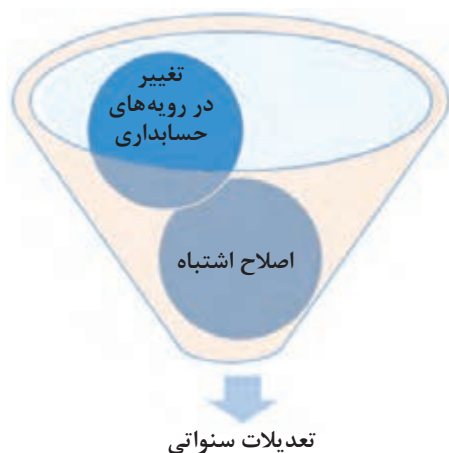 تغییر
در رویه‌های
حسابداری
اصلاح اشتباه
تعدیلات سنواتی